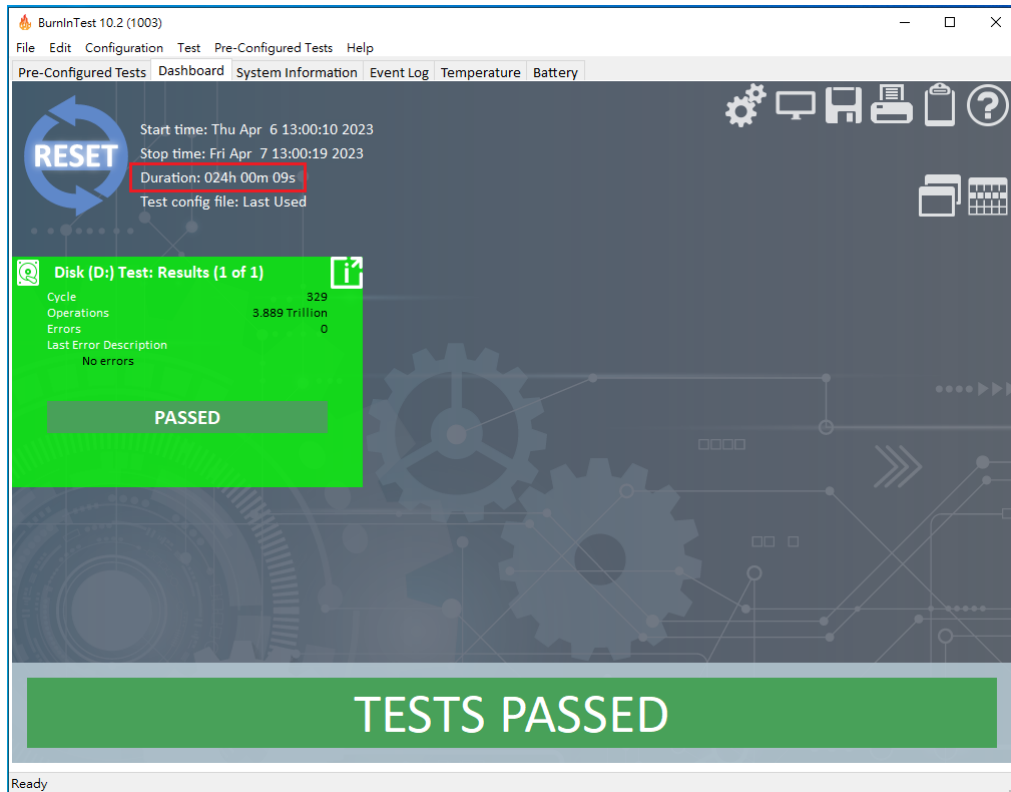 BurnInTest 10.2 (1003)
File Edit Configuration Test Pre-Configured Tests Help
Pre-Configured Tests Dashboard System Information Event Log Temperature Battery
RESET
Start time: Thu Apr 6 13:00:10 2023
Stop time: Fri Apr 7 13:00:19 2023
Duration: 024h 00m 09s
Test config file: Last Used
Disk (D:) Test: Results (1 of 1)
Cycle 329
Operations 3.889 Trillion
Errors 0
Last Error Description
No errors
PASSED
TESTS PASSED
Ready